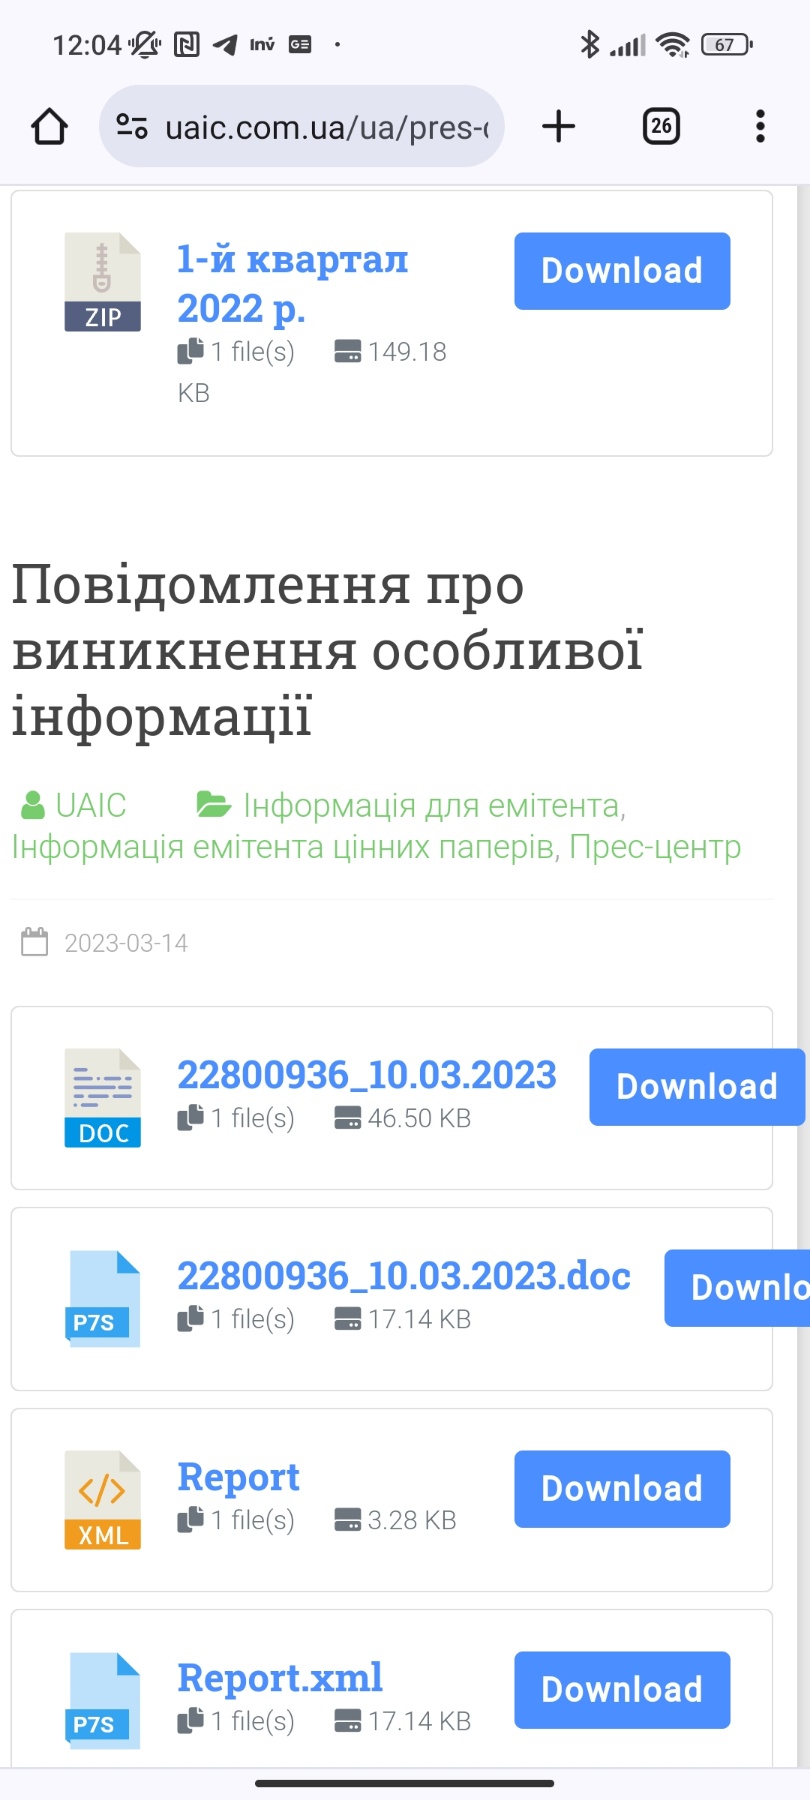 12:04
Inv
GE
67
uaic.com.ua/ua/pres-
26
1-й квартал
2022 р.
Download
ZIP
1 file(s) 149.18
KB
Повідомлення про
виникнення особливої
інформації
UAIC Інформація для емітента,
Інформація емітента цінних паперів, Прес-центр
2023-03-14
22800936_10.03.2023
Download
1 file(s) 46.50 KB
DOC
22800936_10.03.2023.doc
Downlo
1 file(s) 17.14 KB
P7S
Report
Download
1 file(s) 3.28 KB
XML
Report.xml
Download
1 file(s) 17.14 KB
P7S